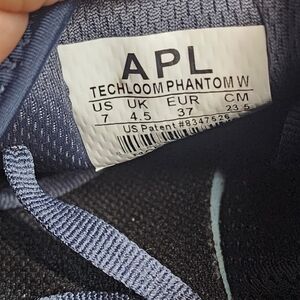 APL
TECHLOOM PHANTOM W
US UK EUR CM
7 4.5 37 23.5
US Patent #8347526